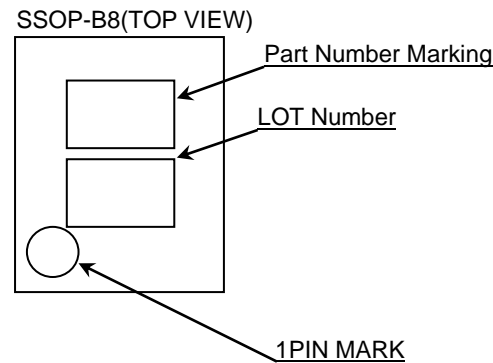 SSOP-B8(TOP VIEW)
Part Number Marking
LOT Number
1PIN MARK